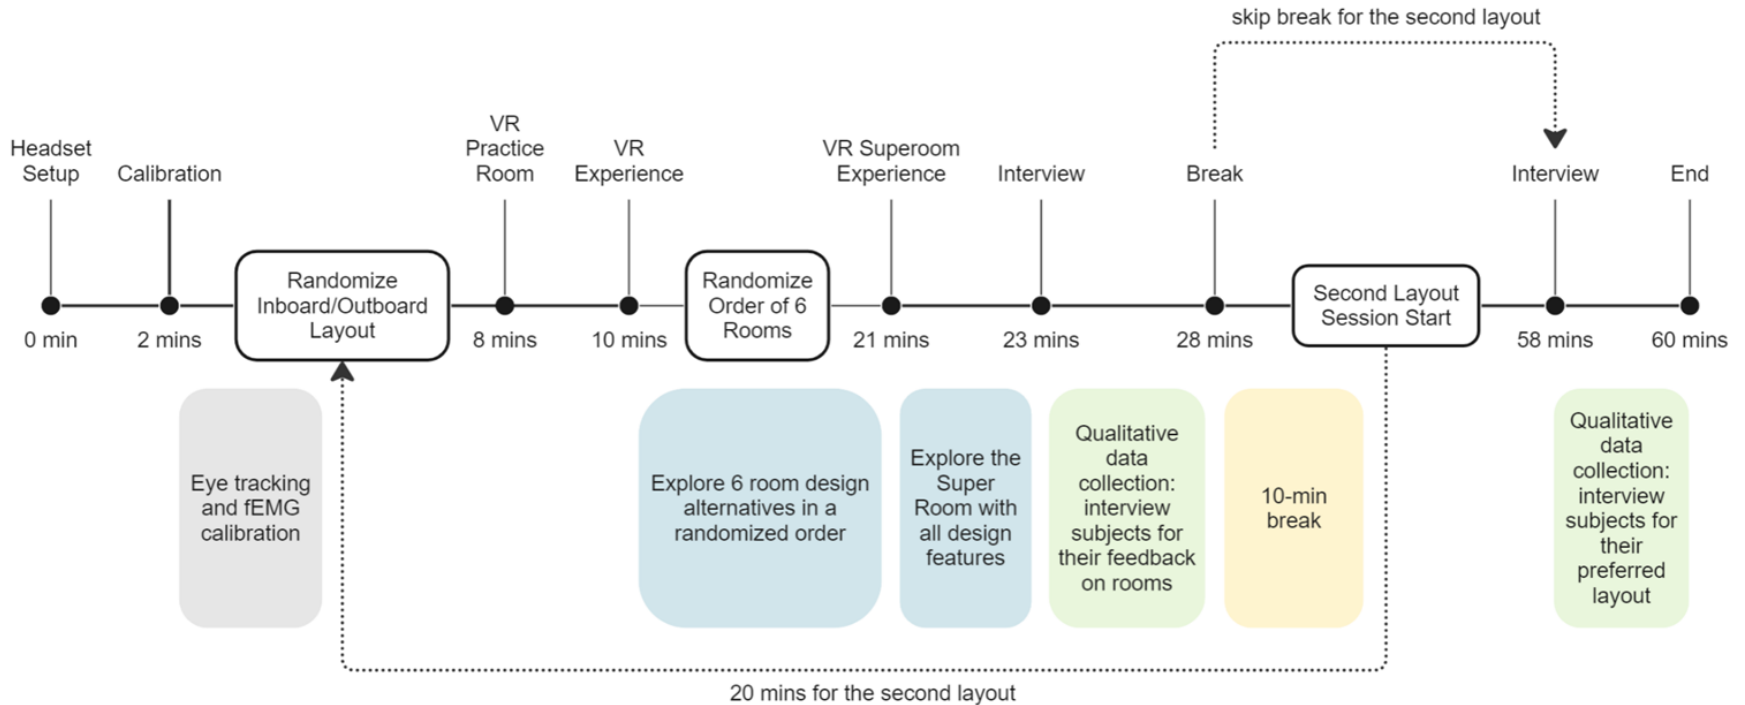 skip break for the second layout
Headset
Setup
Calibration
VR
Practice
Room
VR
Experience
VR Superoom
Experience
Interview
Break
Interview
End
Randomize
Inboard/Outboard
Layout
Randomize
Order of 6
Rooms
Second Layout
Session Start
0 min
2 mins
8 mins
10 mins
21 mins
23 mins
28 mins
58 mins
60 mins
Eye tracking
and fEMG
calibration
Explore 6 room design
alternatives in a
randomized order
Explore the
Super
Room with
all design
features
Qualitative
data
collection:
interview
subjects for
their feedback
on rooms
10-min
break
Qualitative
data
collection:
interview
subjects for
their
preferred
layout
20 mins for the second layout